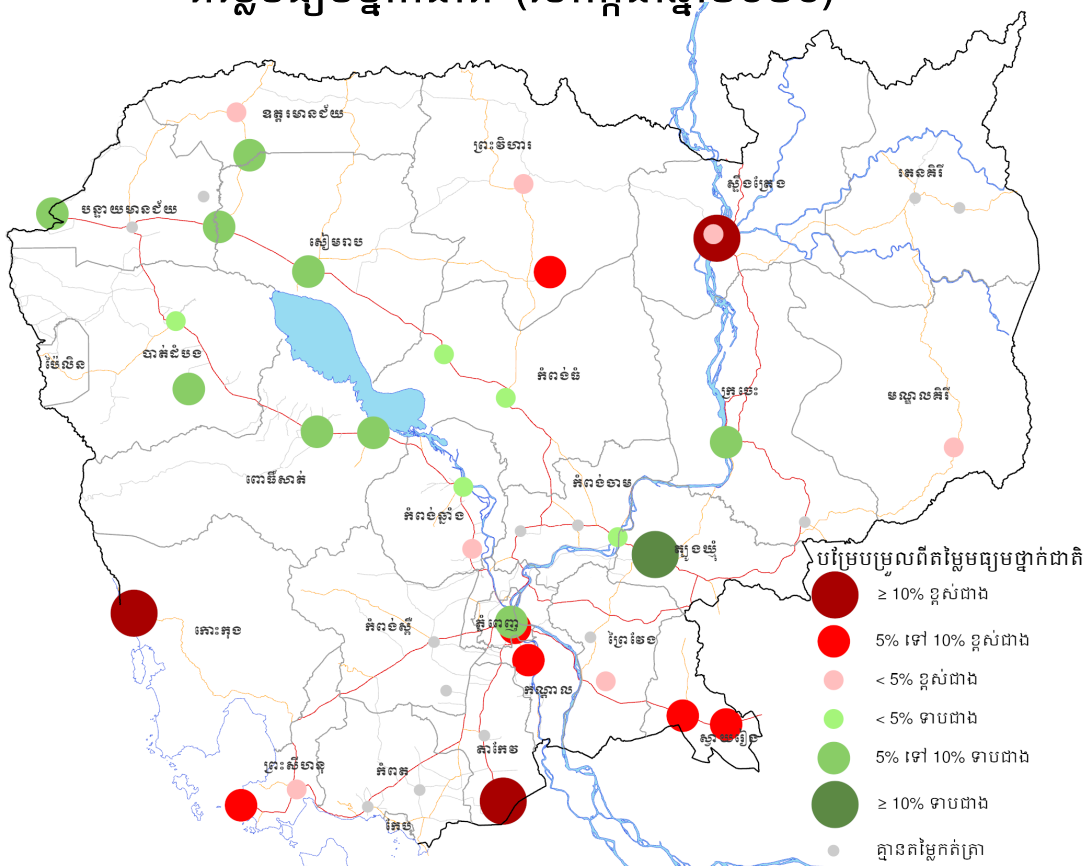 ឧត្តរមានជ័យ
ព្រះវិហារ
ស្ទឹងត្រែង
រតនគិរី
បន្ទាយមានជ័យ
សៀមរាប
ប៉ៃលិន
បាត់ដំបង
កំពង់ធំ
ក្រចេះ
មណ្ឌលគិរី
ពោធិ៍សាត់
កំពង់ចាម
កំពង់ឆ្នាំង
ត្បូងឃ្មុំ
កោះកុង
កំពង់ស្ពឺ
ភ្នំពេញ
ព្រៃវែង
កណ្ដាល
ស្វាយរៀង
តាកែវ
ព្រះសីហនុ
កំពត
កែប
បម្រែបម្រួលពីតម្លៃមធ្យមថ្នាក់ជាតិ
≥ 10% ខ្ពស់ជាង
5% ទៅ 10% ខ្ពស់ជាង
< 5% ខ្ពស់ជាង
< 5% ទាបជាង
5% ទៅ 10% ទាបជាង
≥ 10% ទាបជាង
គ្មានតម្លៃកត់ត្រា